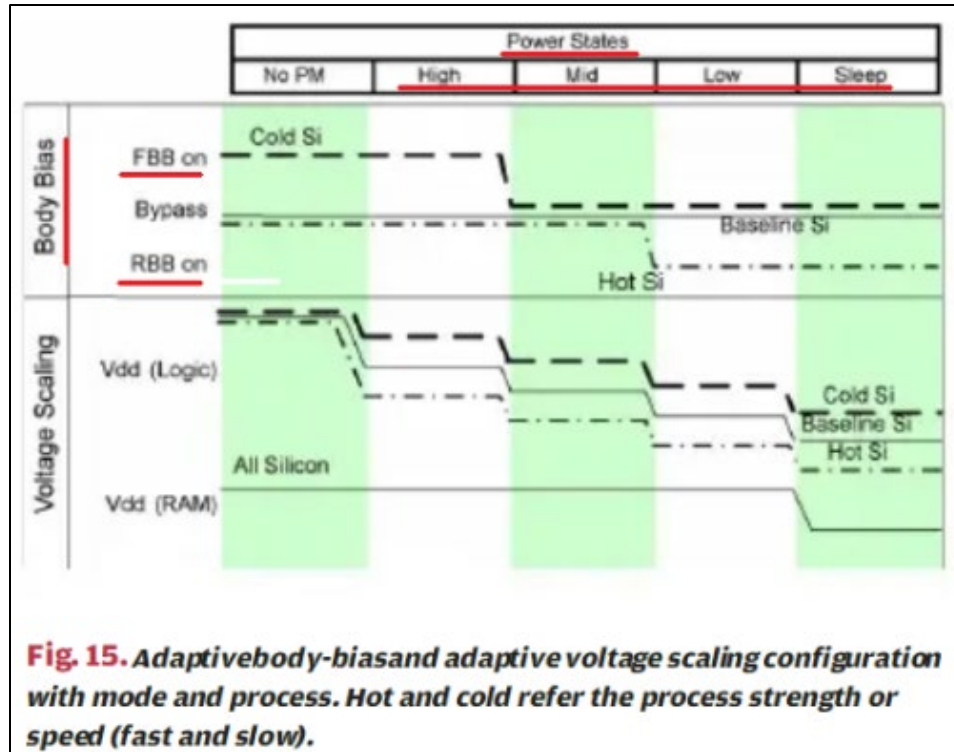 Power States
No PM High Mid Low Sleep
Body Bias
FBB on
Cold Si
Bypass
Baseline Si
RBB on
Hot Si
Voltage Scaling
Vdd (Logic)
Cold Si
Baseline Si
Hot Si
All Silicon
Vdd (RAM)
Fig. 15. Adaptivebody-biasand adaptive voltage scaling configuration
with mode and process. Hot and cold refer the process strength or
speed (fast and slow).